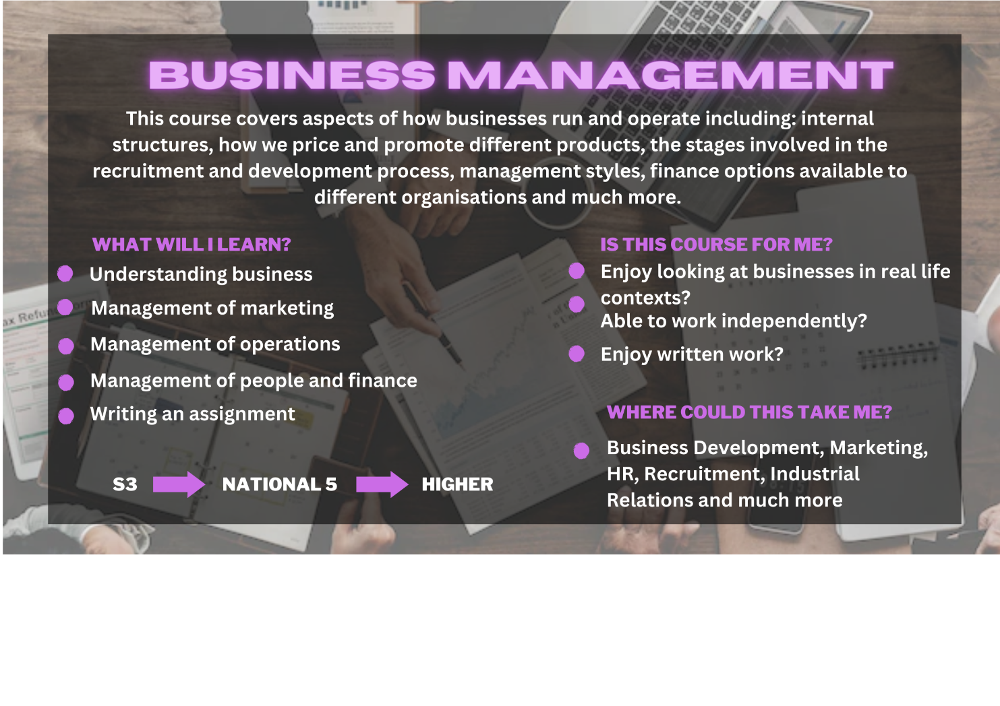 BUSINESS MANAGEMENT
This course covers aspects of how businesses run and operate including: internal
structures, how we price and promote different products, the stages involved in the
recruitment and development process, management styles, finance options available to
different organisations and much more.
WHAT WILL I LEARN?
Understanding business
Management of marketing
Management of operations
Management of people and finance
Writing an assignment
S3 NATIONAL 5 HIGHER
IS THIS COURSE FOR ME?
Enjoy looking at businesses in real life
contexts?
Able to work independently?
Enjoy written work?
WHERE COULD THIS TAKE ME?
Business Development, Marketing,
HR, Recruitment, Industrial
Relations and much more